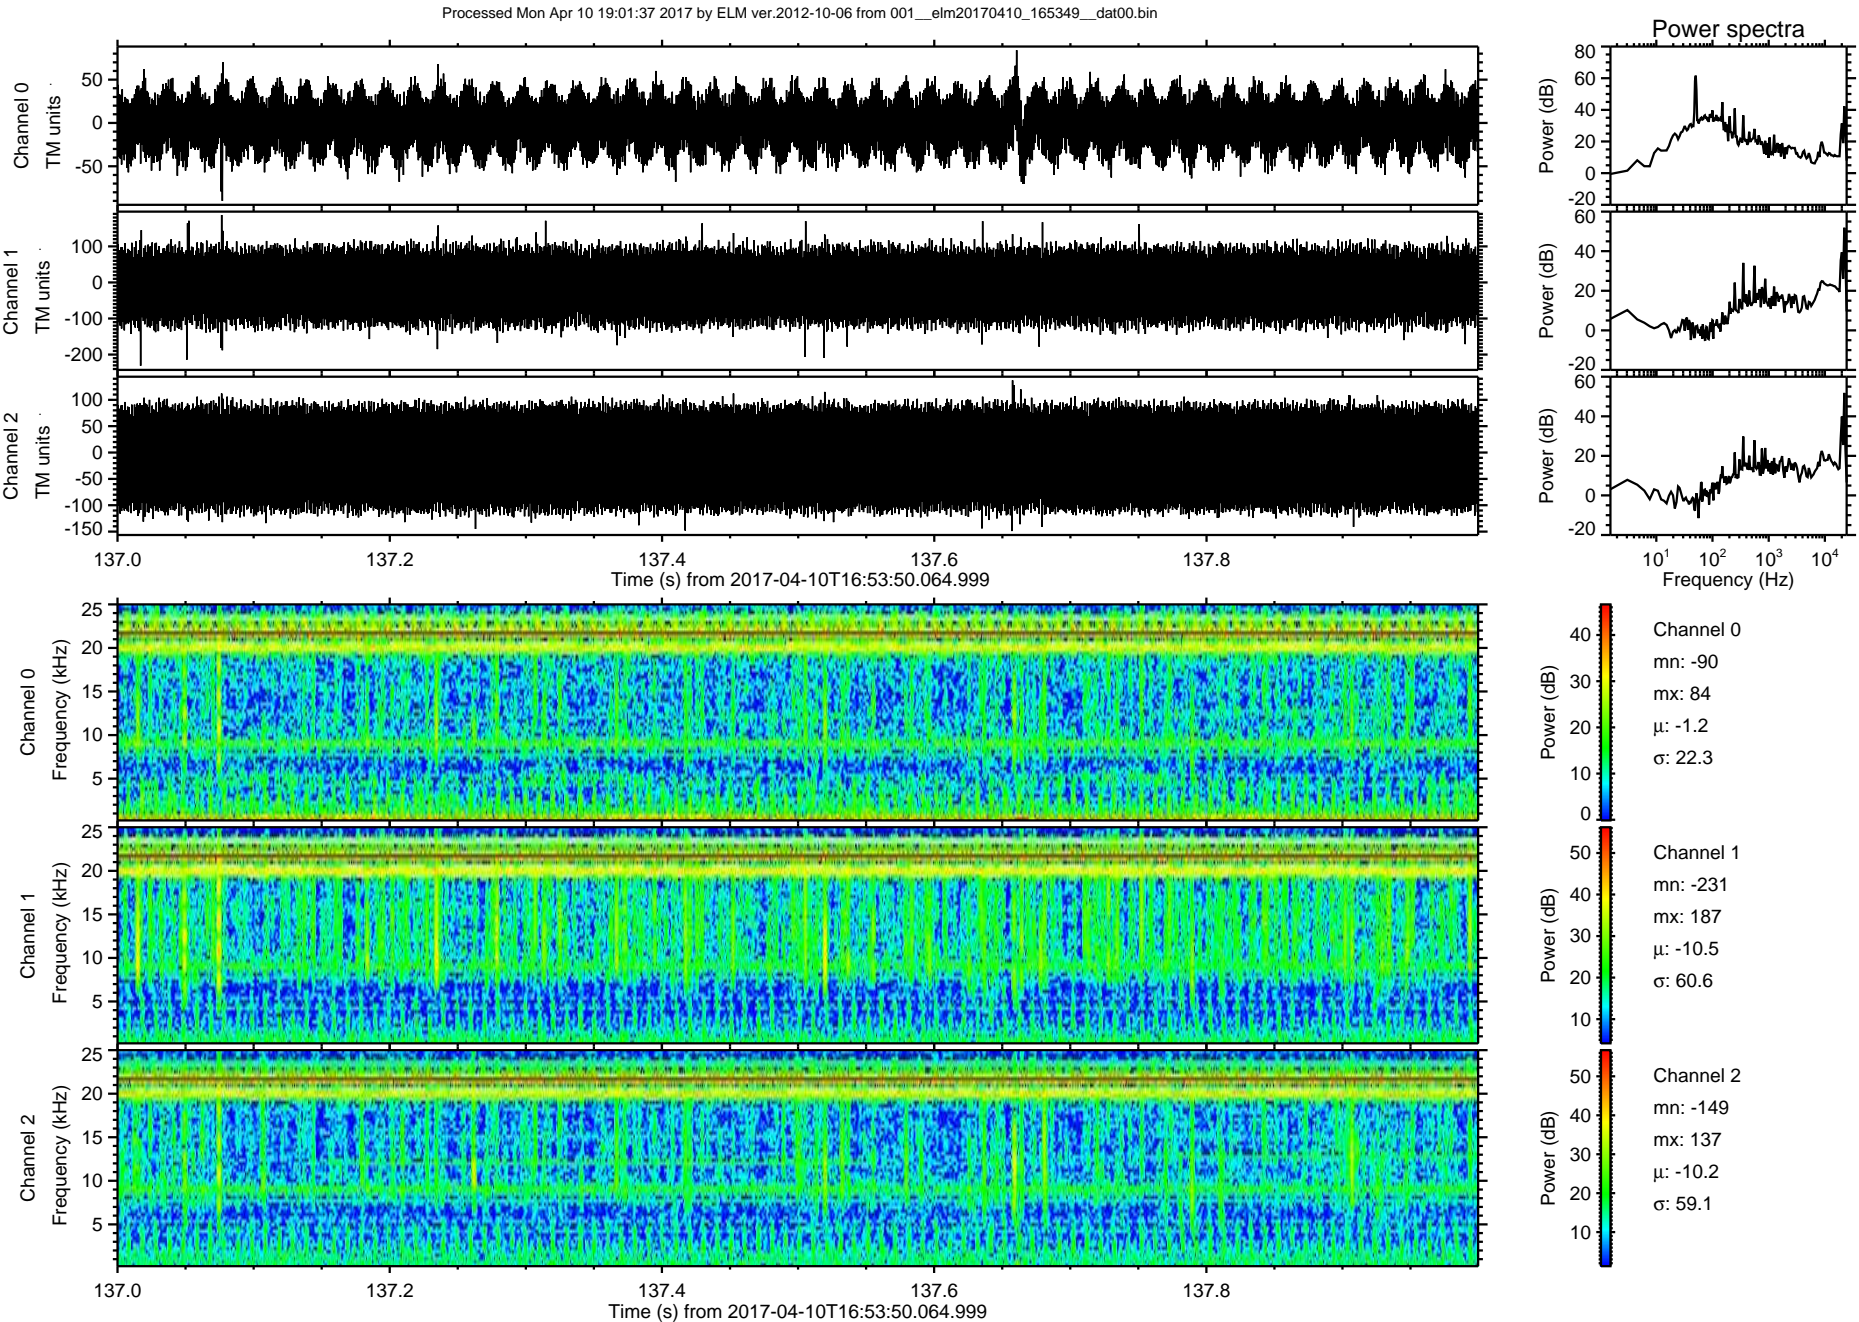 Processed Mon Apr 10 19:01:37 2017 by ELM ver.2012-10-06 from 001__elm20170410_165349__dat00.bin
Power spectra
Channel 0
TM units
50
0
-50
Power (dB)
80
60
40
20
0
-20
Channel 1
TM units
100
0
-100
-200
Power (dB)
60
40
20
0
-20
Channel 2
TM units
100
50
0
-50
-100
-150
Power (dB)
60
40
20
0
-20
137.0 137.2 137.4 137.6 137.8
Time (s) from 2017-04-10T16:53:50.064.999
10¹ 10² 10³ 10⁴
Frequency (Hz)
Channel 0
Frequency (kHz)
25
20
15
10
5
Power (dB)
40
30
20
10
0
Channel 0
mn: -90
mx: 84
μ: -1.2
σ: 22.3
Channel 1
Frequency (kHz)
25
20
15
10
5
Power (dB)
50
40
30
20
10
Channel 1
mn: -231
mx: 187
μ: -10.5
σ: 60.6
Channel 2
Frequency (kHz)
25
20
15
10
5
Power (dB)
50
40
30
20
10
Channel 2
mn: -149
mx: 137
μ: -10.2
σ: 59.1
137.0 137.2 137.4 137.6 137.8
Time (s) from 2017-04-10T16:53:50.064.999